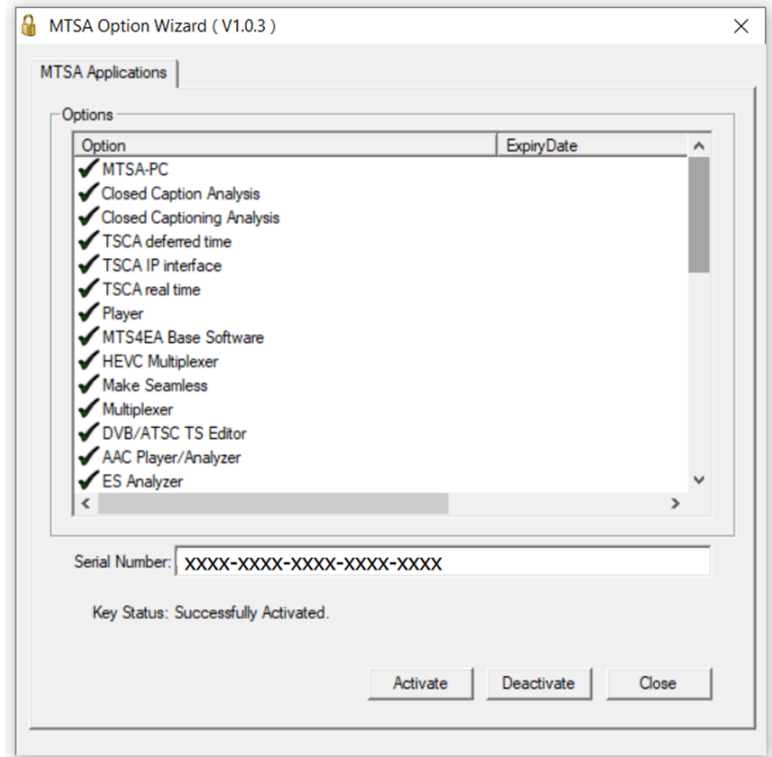 MTSA Option Wizard ( V1.0.3 )
MTSA Applications
Options
Option ExpiryDate
MTSA-PC
Closed Caption Analysis
Closed Captioning Analysis
TSCA deferred time
TSCA IP interface
TSCA real time
Player
MTS4EA Base Software
HEVC Multiplexer
Make Seamless
Multiplexer
DVB/ATSC TS Editor
AAC Player/Analyzer
ES Analyzer
Serial Number: XXXX-XXXX-XXXX-XXXX-XXXX
Key Status: Successfully Activated.
Activate Deactivate Close